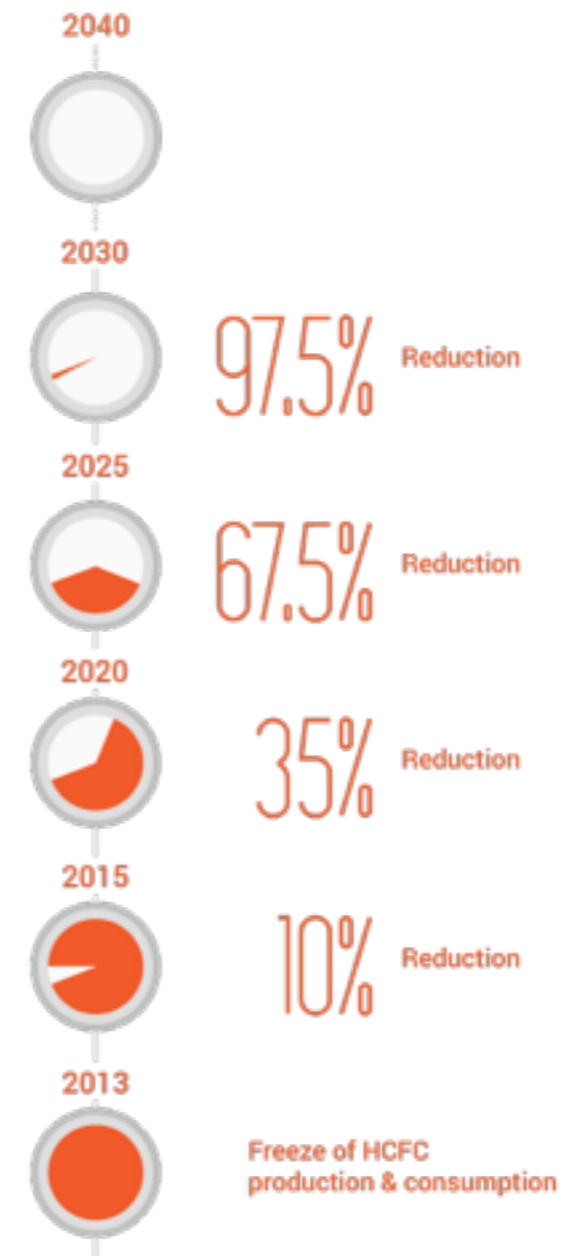 2040
2030
97.5% Reduction
2025
67.5% Reduction
2020
35% Reduction
2015
10% Reduction
2013
Freeze of HCFC
production & consumption